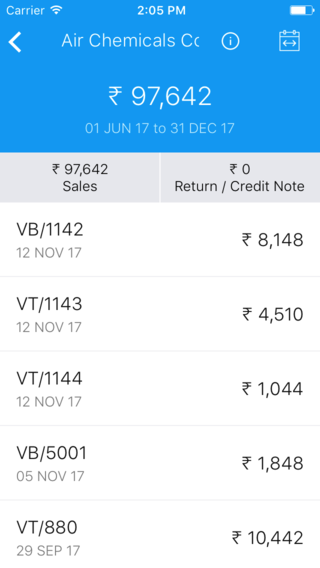 Carrier 2:05 PM
Air Chemicals Co
₹ 97,642
01 JUN 17 to 31 DEC 17
₹ 97,642
Sales
₹ 0
Return / Credit Note
VB/1142
₹ 8,148
12 NOV 17
VT/1143
₹ 4,510
12 NOV 17
VT/1144
₹ 1,044
12 NOV 17
VB/5001
₹ 1,848
05 NOV 17
VT/880
₹ 10,442
29 SEP 17